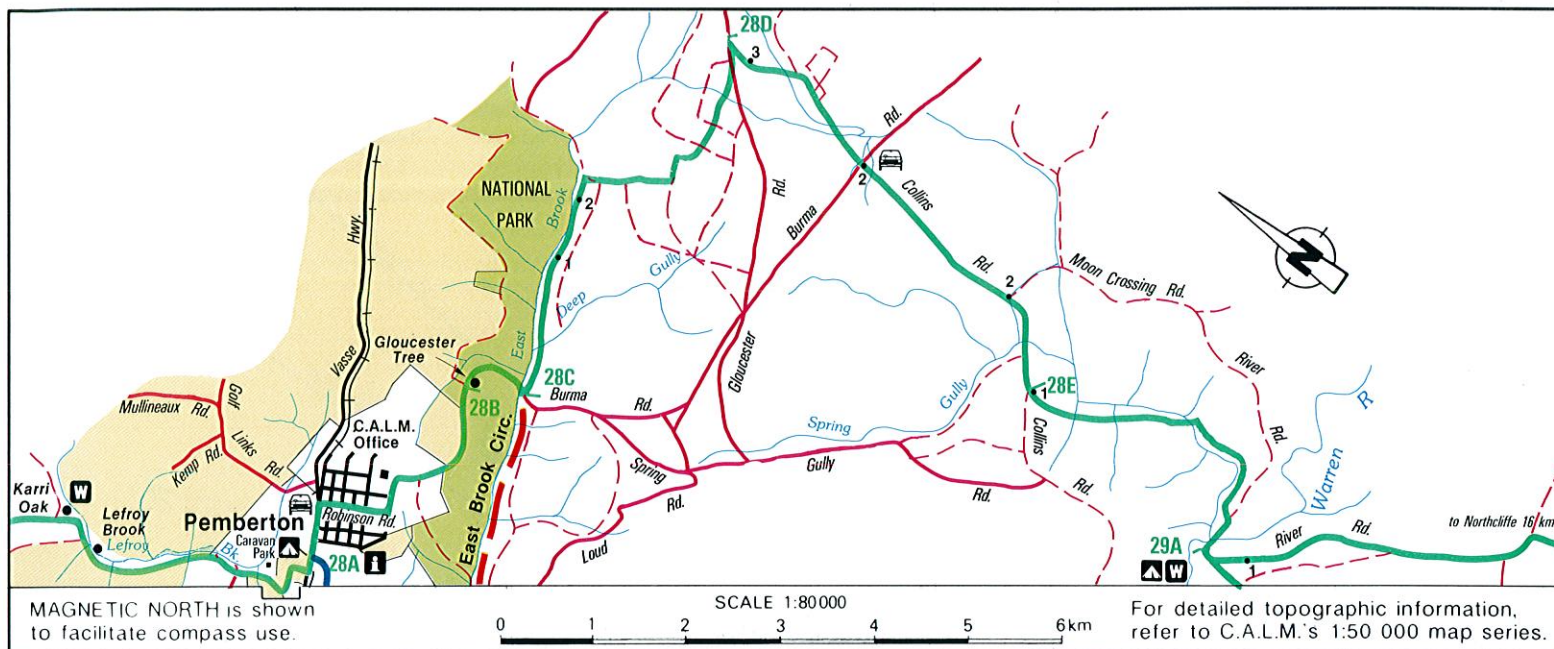 28D
3
Rd.
2
Collins
Burma
Rd.
NATIONAL
PARK
Brook
2
Hwy.
1
Gully
Deep
East
Rd.
2
Moon Crossing Rd.
River
Rd.
N
Gloucester
Tree
Vasse
28C
Burma
Rd.
Gloucester
28E
1
Collins
Rd.
Golf
Links
Rd.
Mullineaux Rd.
Kemp Rd.
28B
C.A.L.M.
Office
Spring
Gully
Spring
Rd.
Gully
Rd.
Loud
Warren
R
Karri
Oak
W
Lefroy
Brook
Lefroy
Bk
Pemberton
Caravan
Park
Robinson Rd.
28A
i
East Brook Circ.
29A
W
1
River
Rd.
to Northcliffe 16 km
MAGNETIC NORTH is shown
to facilitate compass use.
SCALE 1:80000
0 1 2 3 4 5 6km
For detailed topographic information,
refer to C.A.L.M.'s 1:50 000 map series.